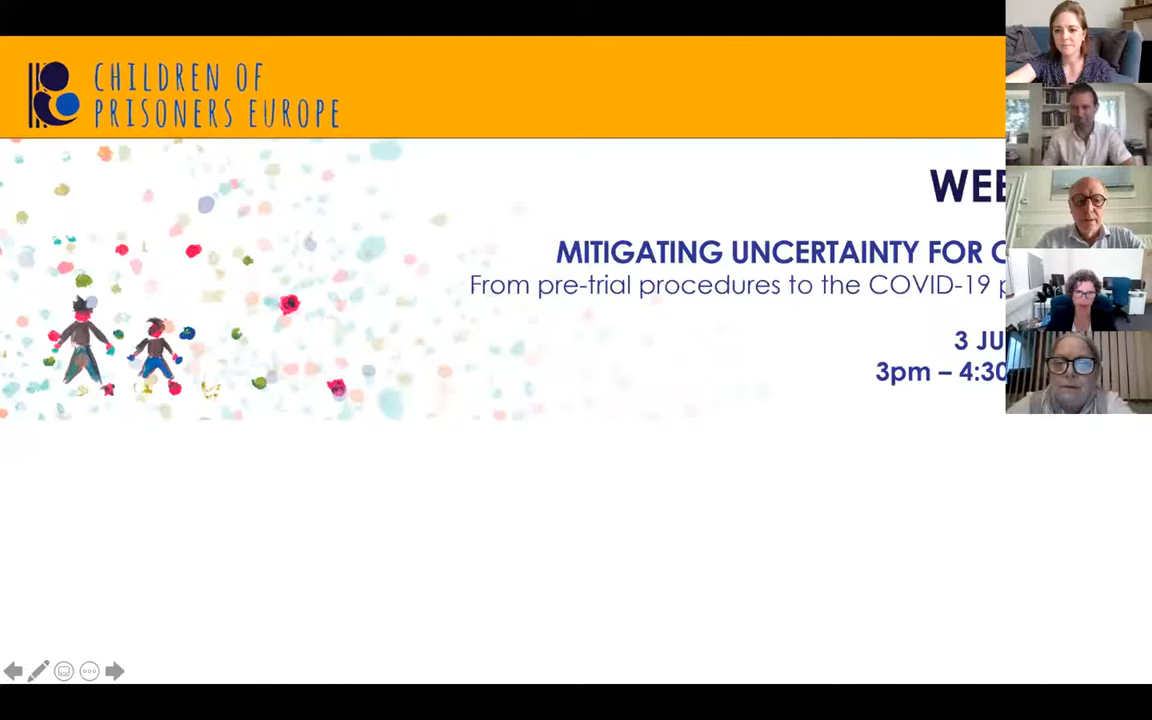 CHILDREN OF
PRISONERS EUROPE
WEE
MITIGATING UNCERTAINTY FOR
From pre-trial procedures to the COVID-19
3 JU
3pm – 4:30